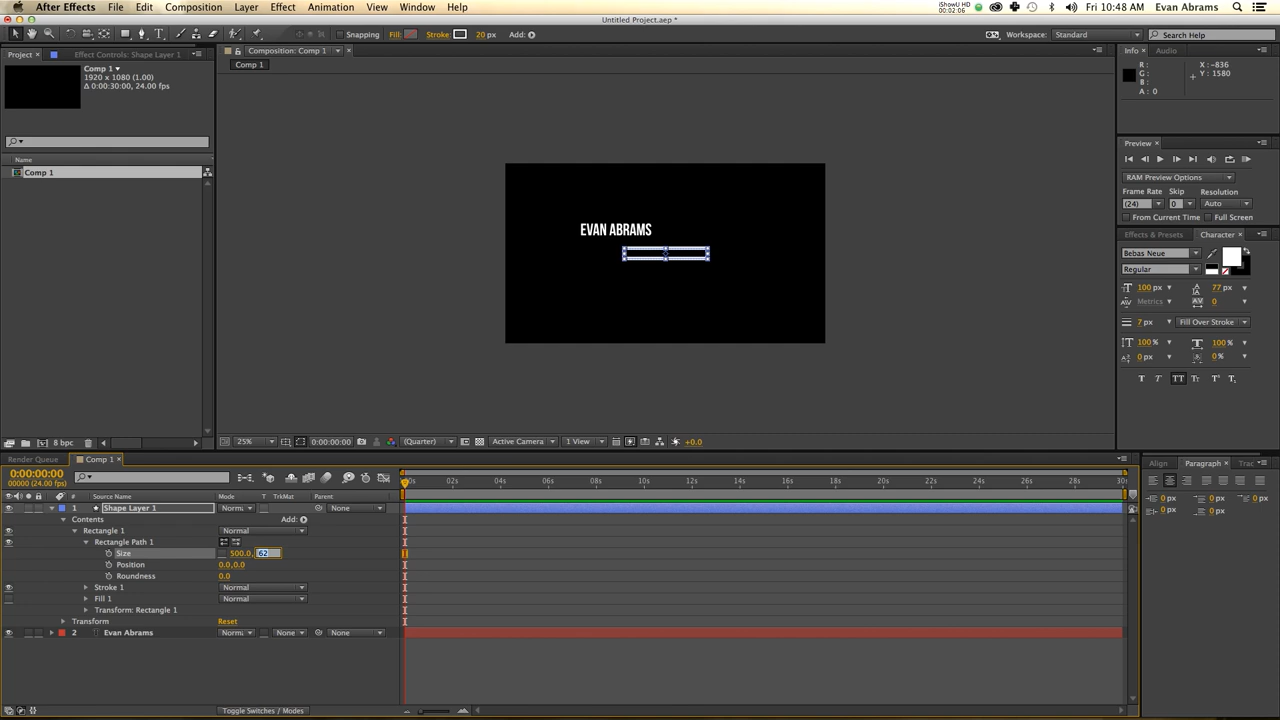 After Effects File Edit Composition Layer Effect Animation View Window Help iShowU HD 00:02:06 Fri 10:48 AM Evan Abrams
Untitled Project.aep *
Snapping Fill: Stroke: 20 px Add: Workspace: Standard Search Help
Project Effect Controls: Shape Layer 1 Composition: Comp 1 Info Audio
Comp 1
Comp 1
1920 x 1080 (1.00)
Δ 0:00:30:00, 24.00 fps
R :
G :
B :
A : 0
X : -836
Y : 1580
Preview
RAM Preview Options
Frame Rate Skip Resolution
(24) 0 Auto
From Current Time Full Screen
Name
Comp 1
EVAN ABRAMS
Effects & Presets Character
Bebas Neue
Regular
100 px 77 px
Metrics 0
7 px Fill Over Stroke
100 % 100 %
0 px 0 %
T T TT Tr T' T,
8 bpc 25% 0:00:00:00 (Quarter) Active Camera 1 View +0.0
Render Queue Comp 1
0:00:00:00
00000 (24.00 fps)
02s 04s 06s 08s 10s 12s 14s 16s 18s 20s 22s 24s 26s 28s 30s
# Source Name Mode T TrkMat Parent
1 Shape Layer 1 Norm None
Contents Add:
Rectangle 1 Normal
Rectangle Path 1
Size 500.0, 62
Position 0.0,0.0
Roundness 0.0
Stroke 1 Normal
Fill 1 Normal
Transform: Rectangle 1
Transform Reset
2 Evan Abrams Norm None None
Toggle Switches / Modes
Align Paragraph Trac
0 px 0 px 0 px
0 px 0 px